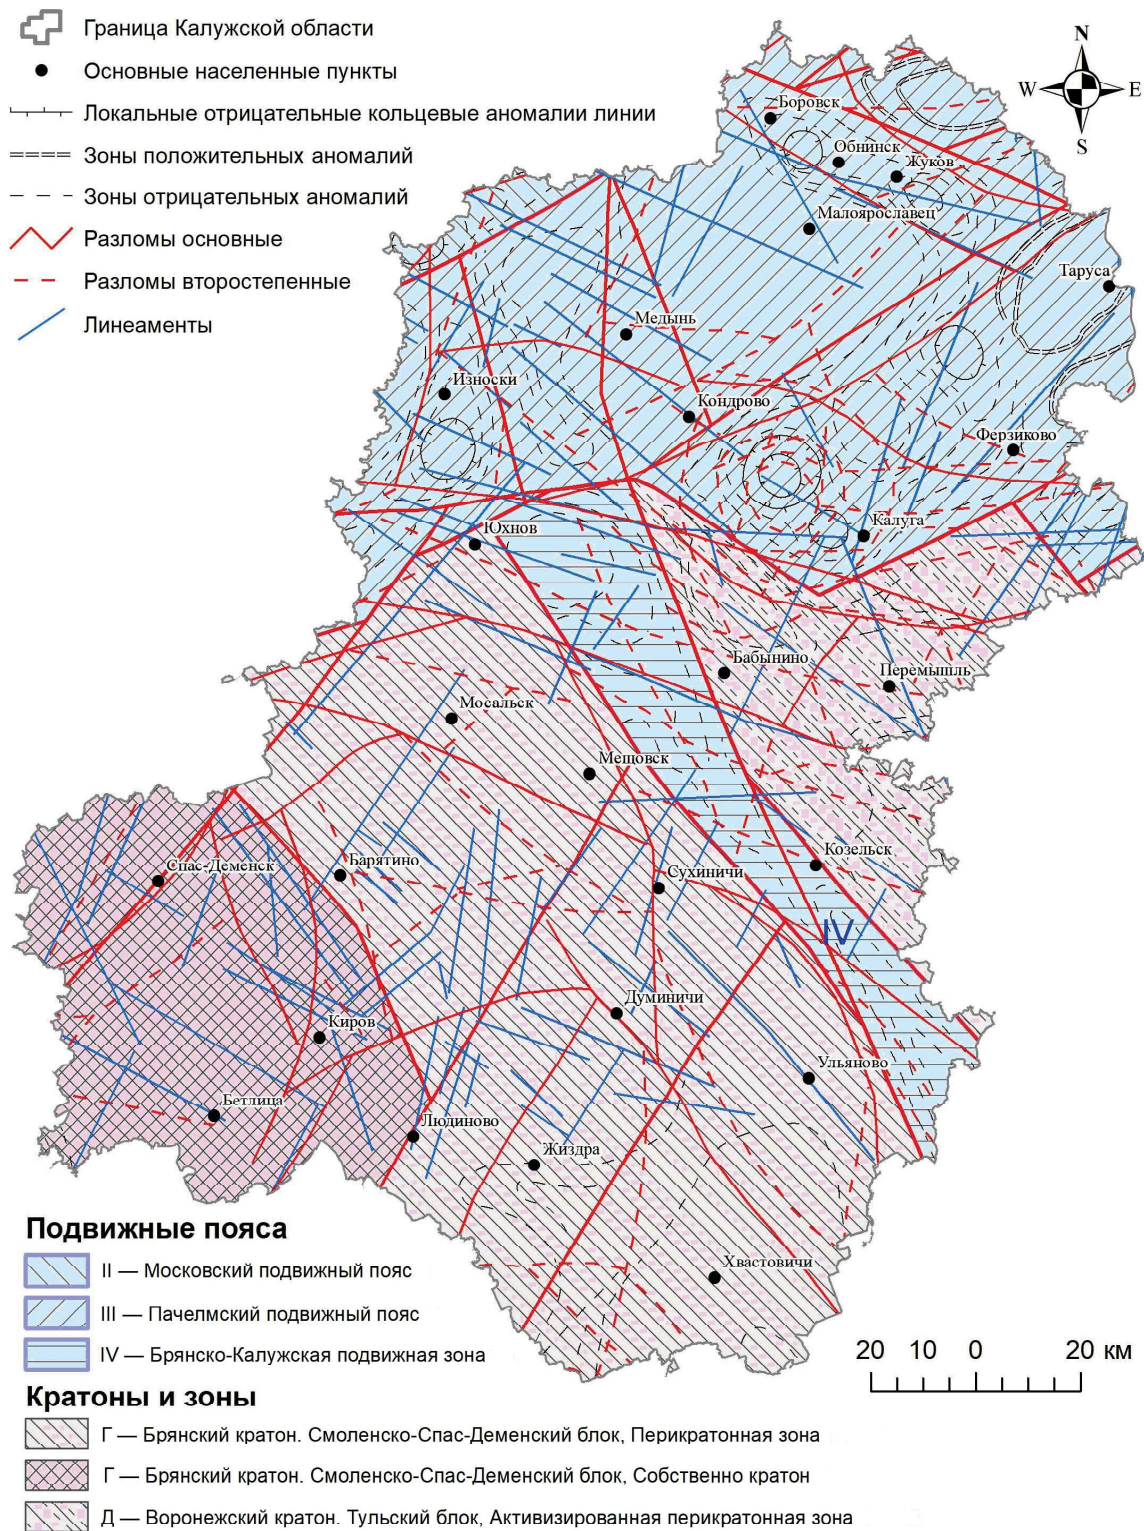 Граница Калужской области
Основные населенные пункты
Локальные отрицательные кольцевые аномалии линии
Зоны положительных аномалий
Зоны отрицательных аномалий
Разломы основные
Разломы второстепенные
Линеаменты
N
W E
S
Боровск
Обнинск
Жуков
Малоярославец
Таруса
Медынь
Износки
Кондрово
Ферзиково
Калуга
Юхнов
Бабынино
Перемышль
Мосальск
Мещовск
Козельск
Барятино
Спас-Деменск
Сухиничи
IV
Думиничи
Киров
Ульяново
Бетлица
Людиново
Жиздра
Хвастовичи
Подвижные пояса
II — Московский подвижный пояс
III — Пачелмский подвижный пояс
IV — Брянско-Калужская подвижная зона
20 10 0 20 км
Кратоны и зоны
Г — Брянский кратон. Смоленско-Спас-Деменский блок, Перикратонная зона
Г — Брянский кратон. Смоленско-Спас-Деменский блок, Собственно кратон
Д — Воронежский кратон. Тульский блок, Активизированная перикратонная зона